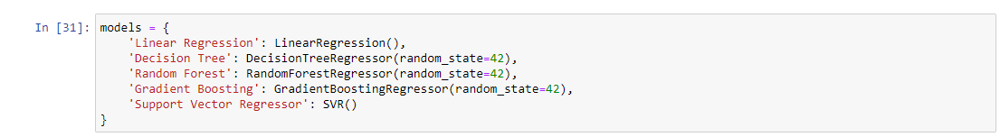 In [31]: models = {
    'Linear Regression': LinearRegression(),
    'Decision Tree': DecisionTreeRegressor(random_state=42),
    'Random Forest': RandomForestRegressor(random_state=42),
    'Gradient Boosting': GradientBoostingRegressor(random_state=42),
    'Support Vector Regressor': SVR()
}